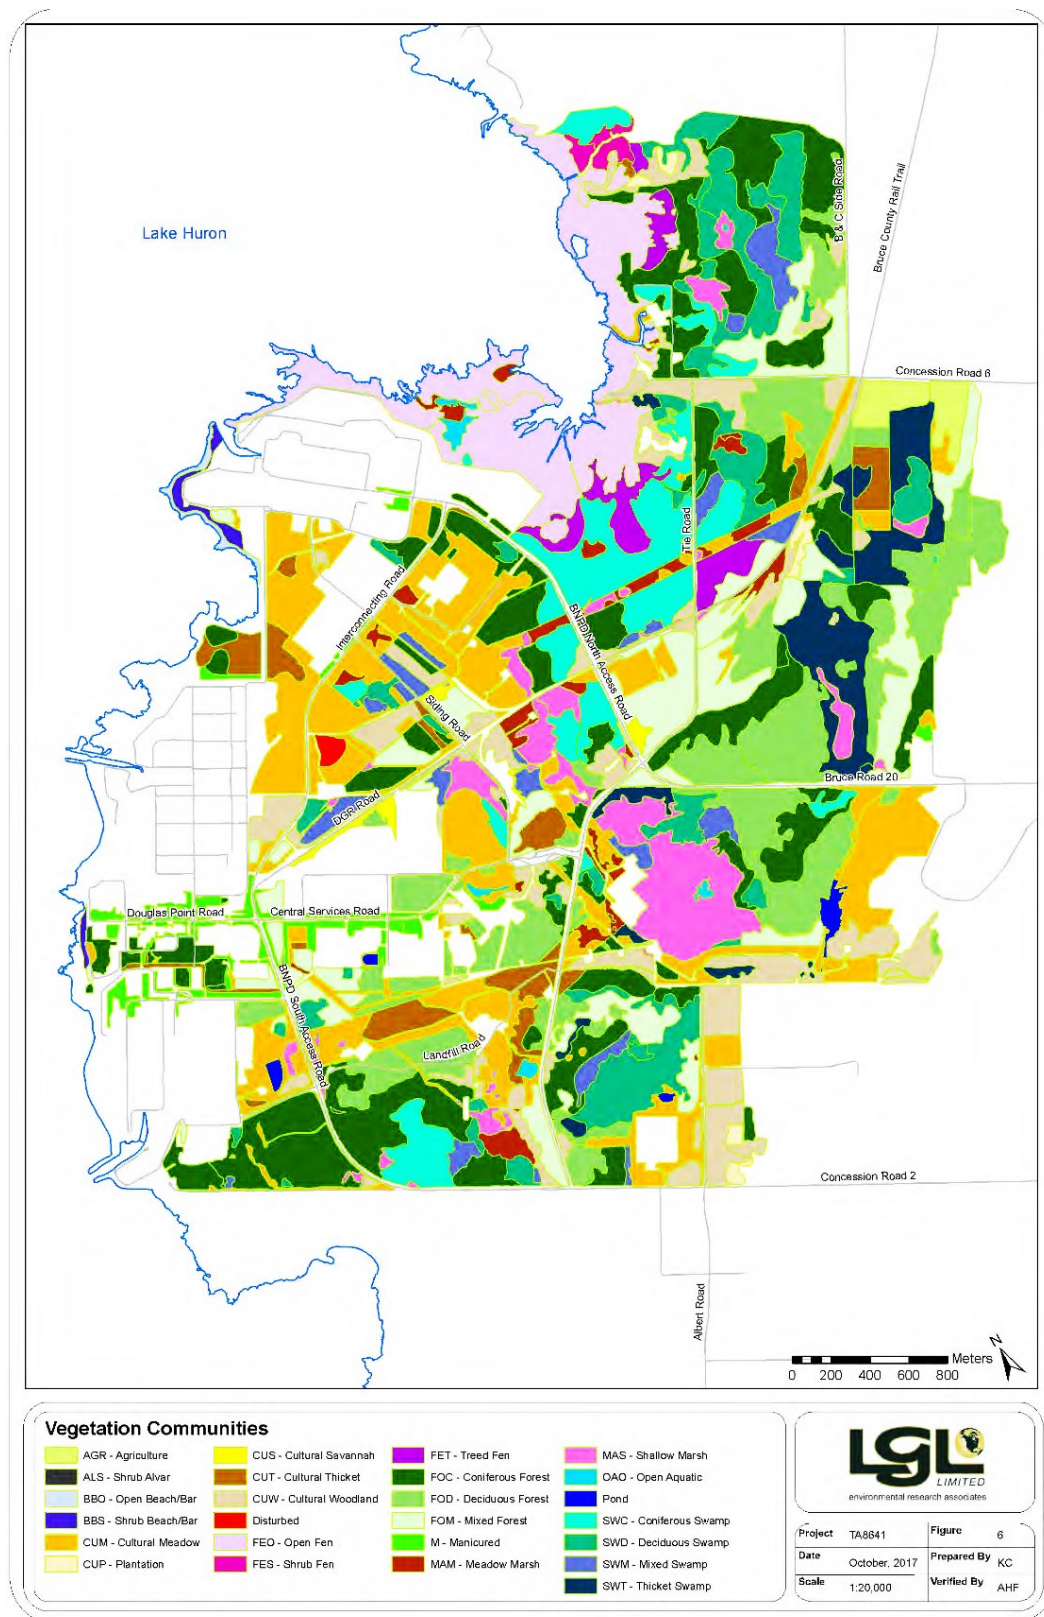 Lake Huron
B & C Side Road
Bruce County Rail Trail
Concession Road 6
Tie Road
Interconnecting Road
BNPD North Access Road
Siding Road
Bruce Road 20
DGR Road
Douglas Point Road
Central Services Road
BNPD South Access Road
Landfill Road
Concession Road 2
Albert Road
N
Meters
0 200 400 600 800
Vegetation Communities
AGR - Agriculture
ALS - Shrub Alvar
BBO - Open Beach/Bar
BBS - Shrub Beach/Bar
CUM - Cultural Meadow
CUP - Plantation
CUS - Cultural Savannah
CUT - Cultural Thicket
CUW - Cultural Woodland
Disturbed
FEO - Open Fen
FES - Shrub Fen
FET - Treed Fen
FOC - Coniferous Forest
FOD - Deciduous Forest
FOM - Mixed Forest
M - Manicured
MAM - Meadow Marsh
MAS - Shallow Marsh
OAO - Open Aquatic
Pond
SWC - Coniferous Swamp
SWD - Deciduous Swamp
SWM - Mixed Swamp
SWT - Thicket Swamp
LGL
LIMITED
environmental research associates
Project TA8641 Figure 6
Date October, 2017 Prepared By KC
Scale 1:20,000 Verified By AHF